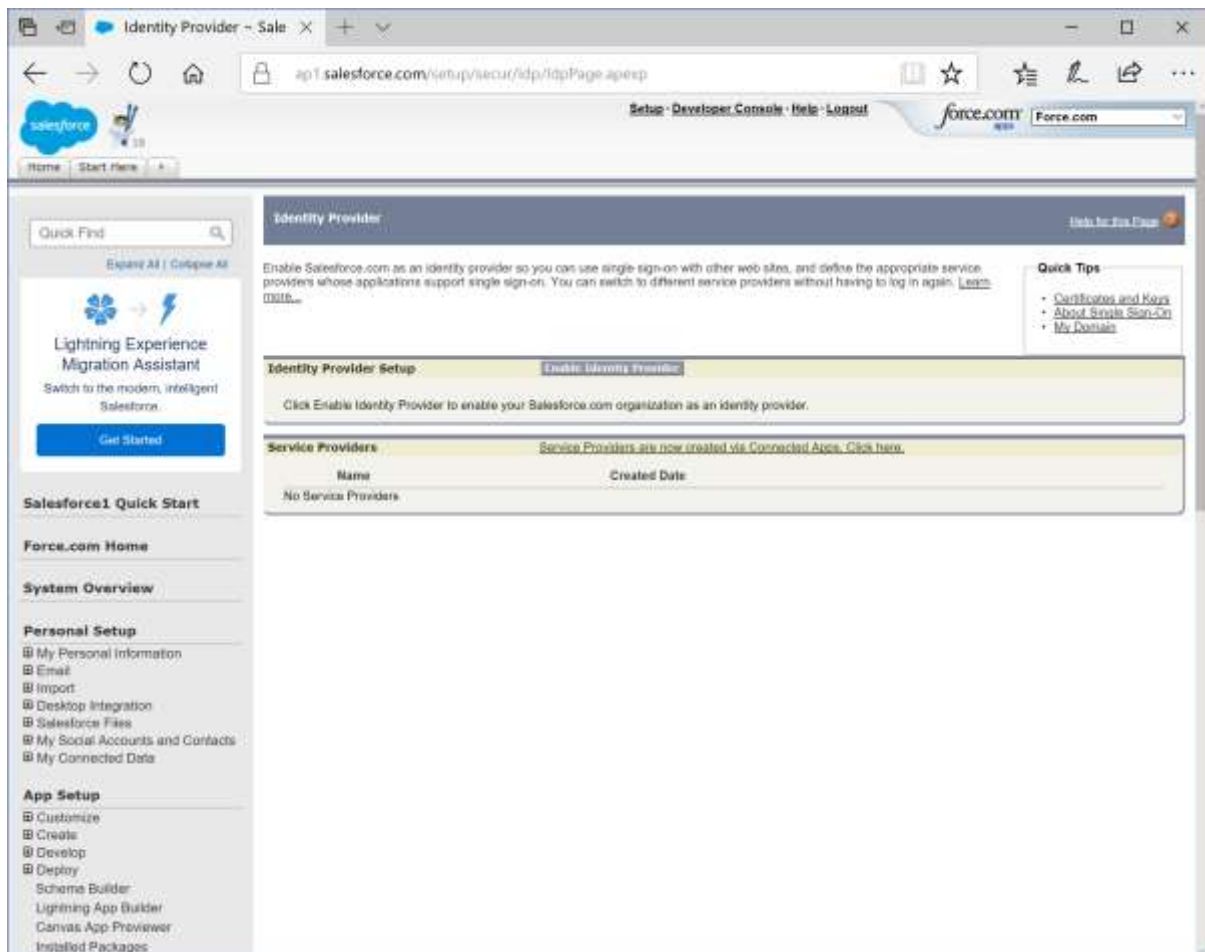 Identity Provider – Sale
ap1.salesforce.com/setup/secur/idp/IdpPage.apexp
salesforce
Setup · Developer Console · Help · Logout
force.com
apps
Force.com
Home
Start Here
+
Quick Find
Expand All | Collapse All
Lightning Experience
Migration Assistant
Switch to the modern, intelligent
Salesforce.
Get Started
Salesforce1 Quick Start
Force.com Home
System Overview
Personal Setup
My Personal Information
Email
Import
Desktop Integration
Salesforce Files
My Social Accounts and Contacts
My Connected Data
App Setup
Customize
Create
Develop
Deploy
Schema Builder
Lightning App Builder
Canvas App Previewer
Installed Packages
Identity Provider
Help for this Page
Enable Salesforce.com as an identity provider so you can use single sign-on with other web sites, and define the appropriate service
providers whose applications support single sign-on. You can switch to different service providers without having to log in again. Learn
more...
Quick Tips
• Certificates and Keys
• About Single Sign-On
• My Domain
Identity Provider Setup
Enable Identity Provider
Click Enable Identity Provider to enable your Salesforce.com organization as an identity provider.
Service Providers
Service Providers are now created via Connected Apps. Click here.
Name Created Date
No Service Providers